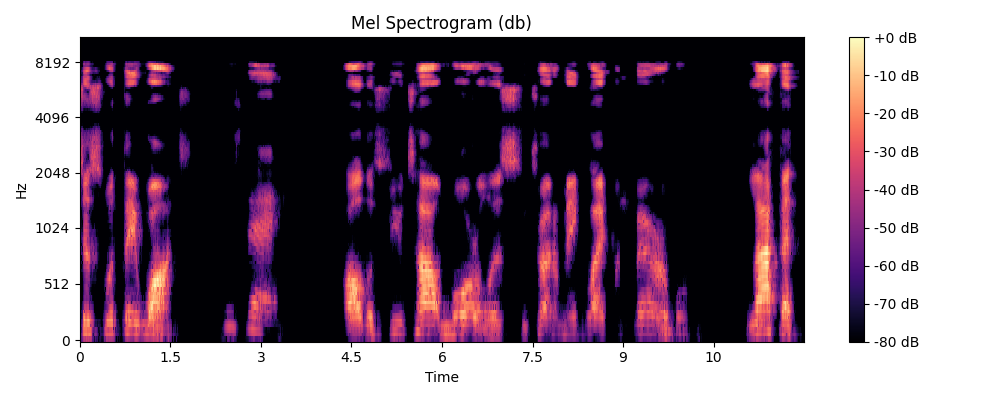 Mel Spectrogram (db)
8192
4096
2048
1024
512
0
Hz
0 1.5 3 4.5 6 7.5 9 10
Time
+0 dB
-10 dB
-20 dB
-30 dB
-40 dB
-50 dB
-60 dB
-70 dB
-80 dB